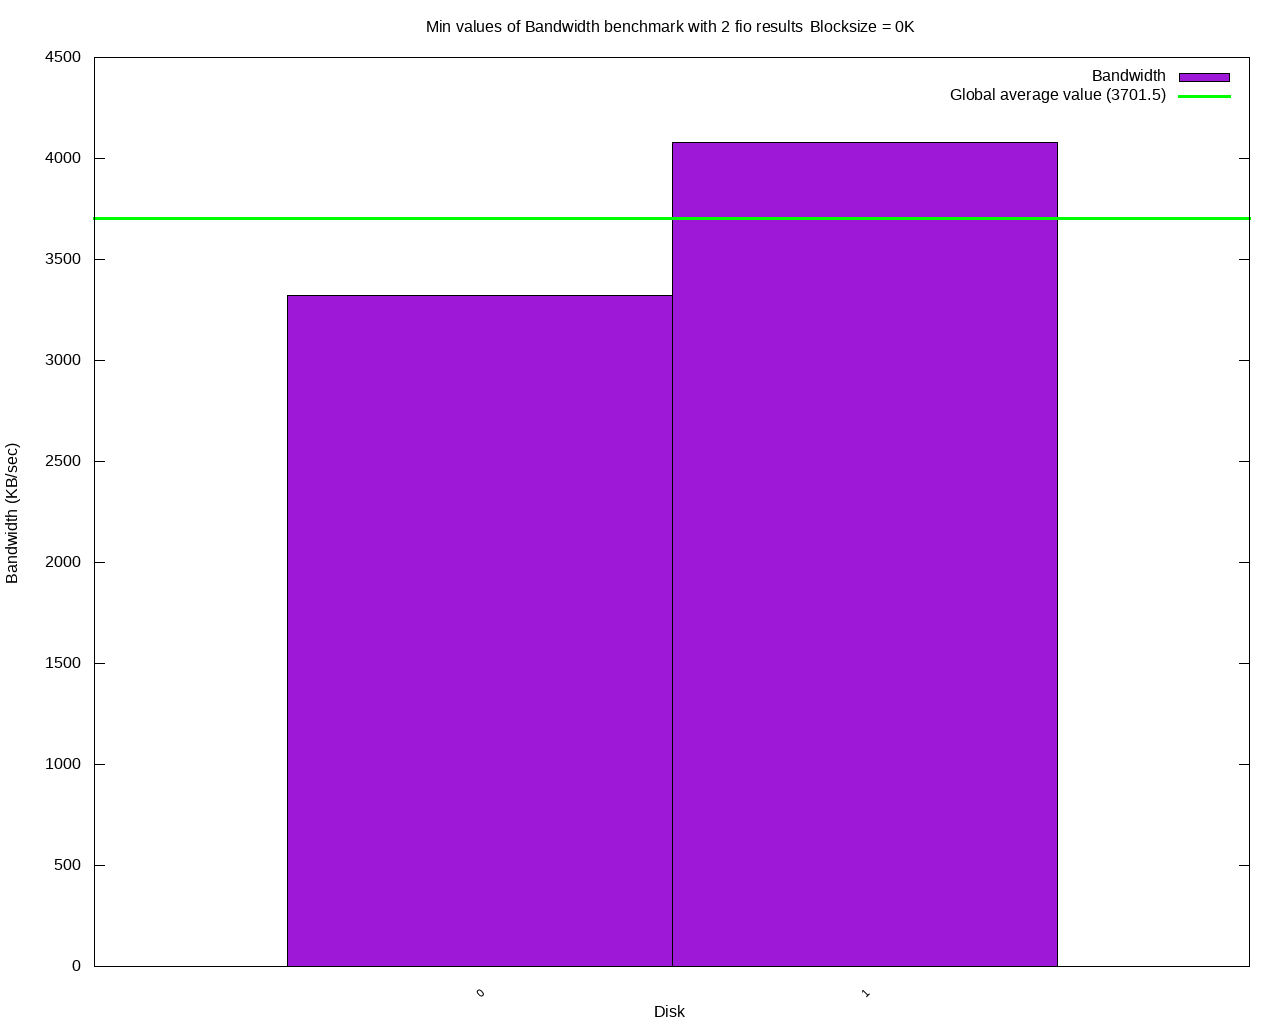 Min values of Bandwidth benchmark with 2 fio results Blocksize = 0K
Bandwidth
Global average value (3701.5)
4500
4000
3500
3000
2500
2000
1500
1000
500
0
Bandwidth (KB/sec)
0
1
Disk